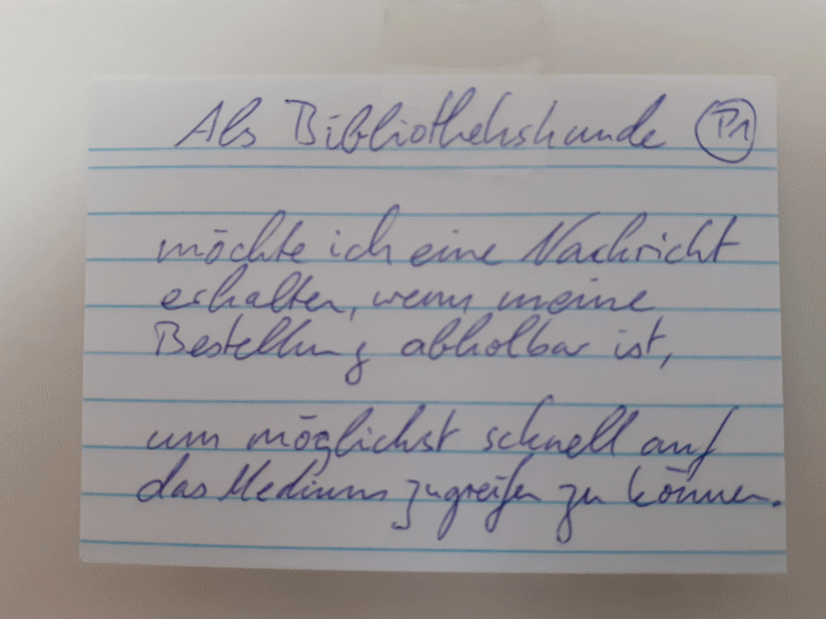 Als Bibliothekskunde P1
möchte ich eine Nachricht
erhalten, wenn meine
Bestellung abholbar ist,
um möglichst schnell auf
das Medium zugreifen zu können.